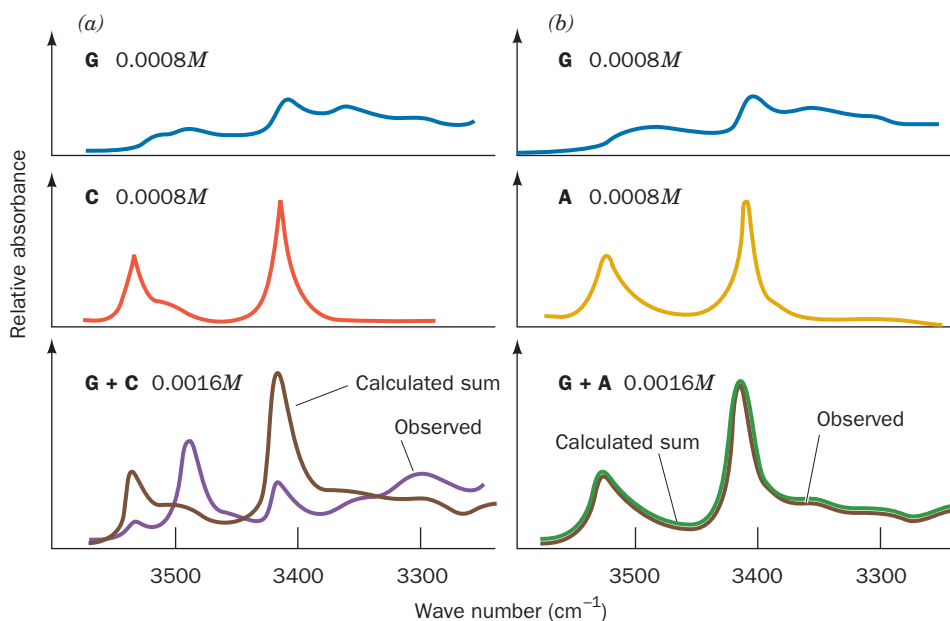 (a)
G 0.0008M
C 0.0008M
G + C 0.0016M
Calculated sum
Observed
3500 3400 3300
(b)
G 0.0008M
A 0.0008M
G + A 0.0016M
Calculated sum
Observed
3500 3400 3300
Relative absorbance
Wave number (cm⁻¹)